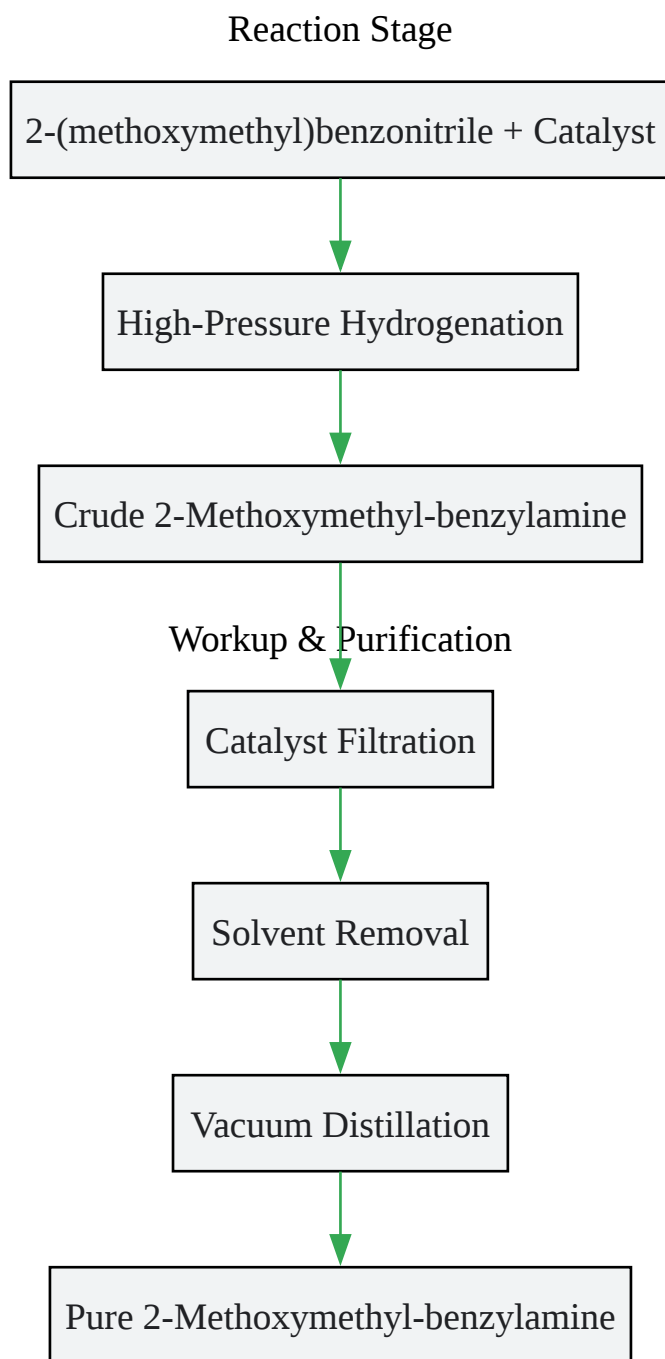 Reaction Stage
2-(methoxymethyl)benzonitrile + Catalyst
High-Pressure Hydrogenation
Crude 2-Methoxymethyl-benzylamine
Workup & Purification
Catalyst Filtration
Solvent Removal
Vacuum Distillation
Pure 2-Methoxymethyl-benzylamine